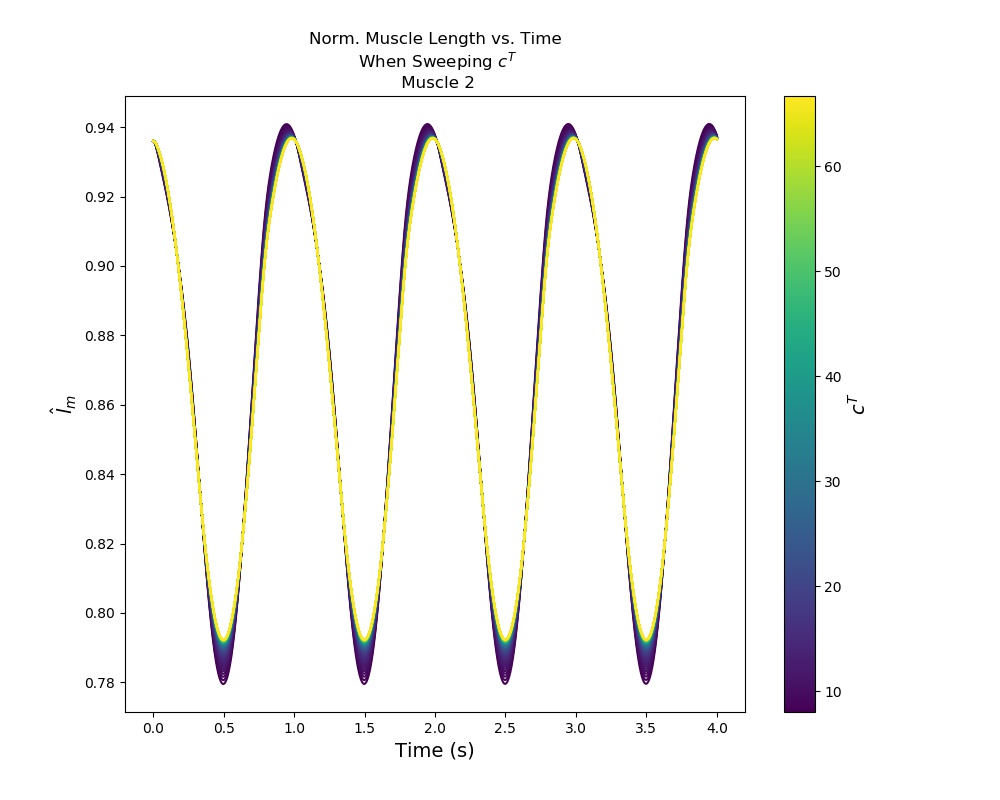 Norm. Muscle Length vs. Time
When Sweeping $c^T$
Muscle 2
0.94
0.92
0.90
0.88
0.86
0.84
0.82
0.80
0.78
$\hat{l}_m$
0.0 0.5 1.0 1.5 2.0 2.5 3.0 3.5 4.0
Time (s)
60
50
40
30
20
10
$c^T$